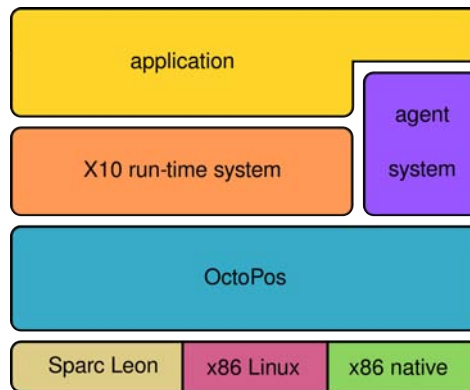 application
agent
system
X10 run-time system
OctoPos
Sparc Leon
x86 Linux
x86 native